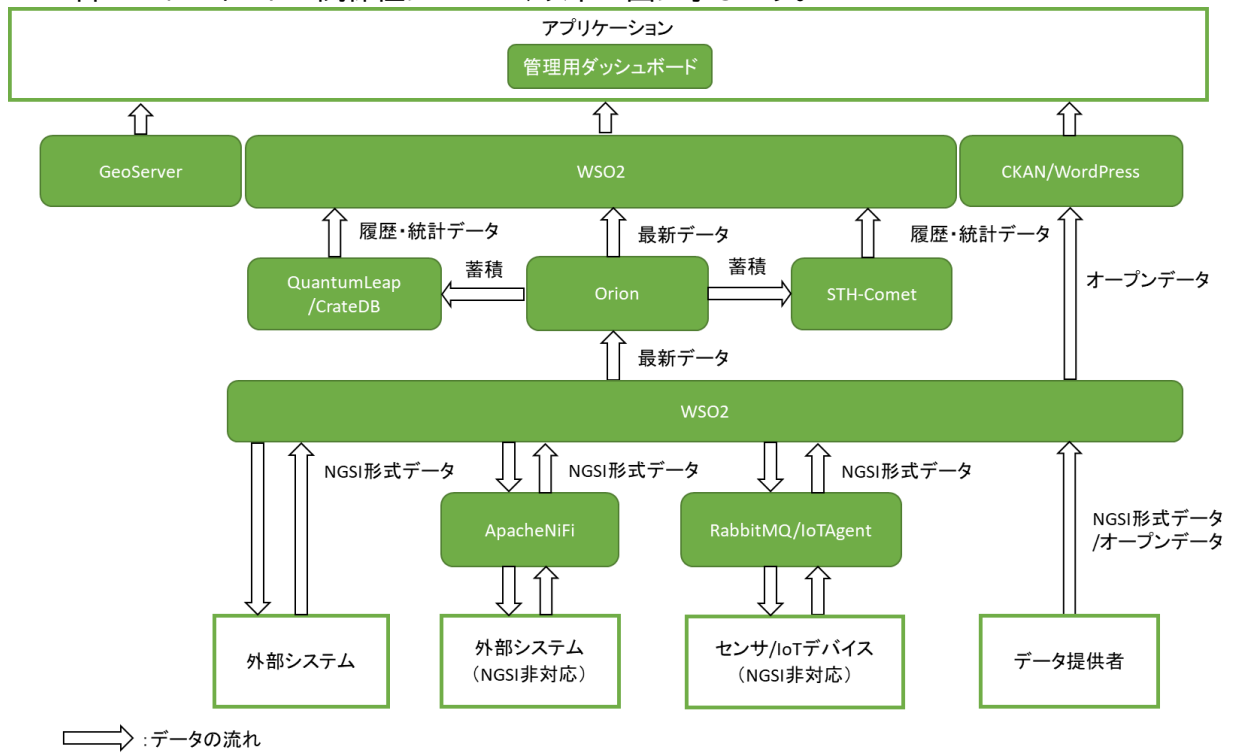 アプリケーション
管理用ダッシュボード
GeoServer
WSO2
CKAN/WordPress
履歴・統計データ
最新データ
履歴・統計データ
QuantumLeap
/CrateDB
蓄積
Orion
蓄積
STH-Comet
オープンデータ
最新データ
WSO2
NGSI形式データ
NGSI形式データ
NGSI形式データ
ApacheNiFi
RabbitMQ/IoTAgent
NGSI形式データ
/オープンデータ
外部システム
外部システム
（NGSI非対応）
センサ/IoTデバイス
（NGSI非対応）
データ提供者
:データの流れ